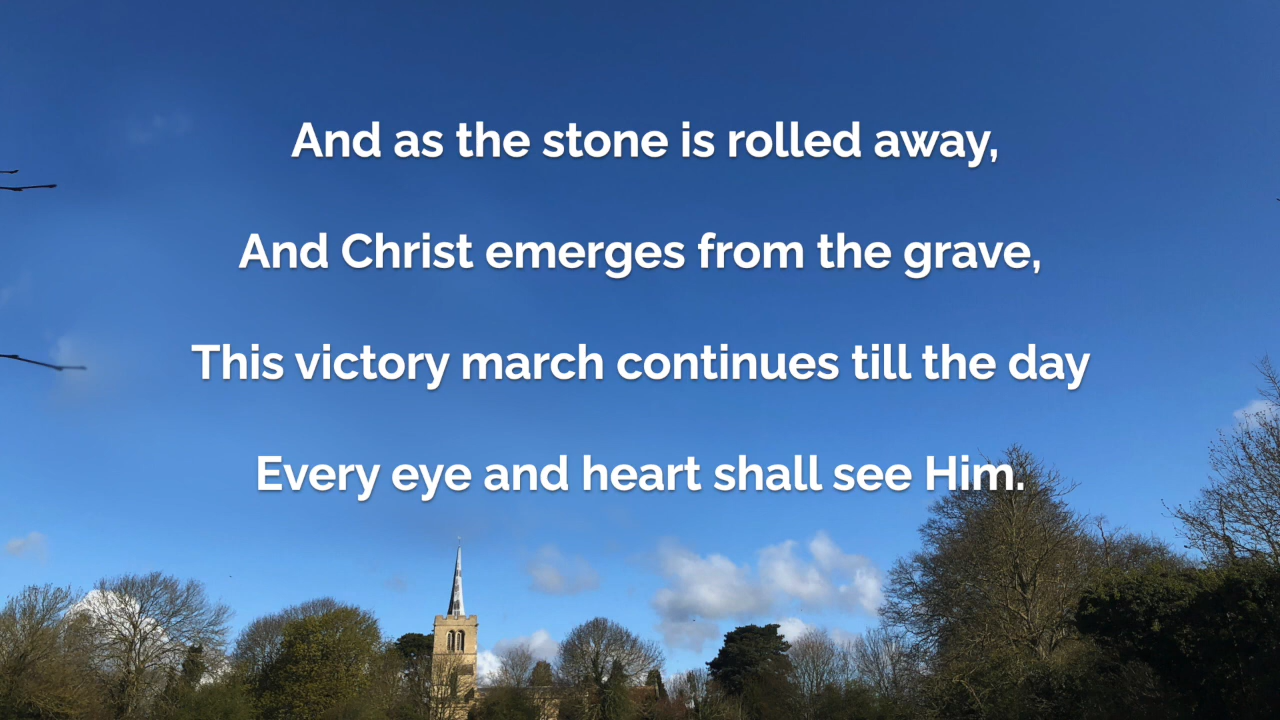 And as the stone is rolled away,
And Christ emerges from the grave,
This victory march continues till the day
Every eye and heart shall see Him.